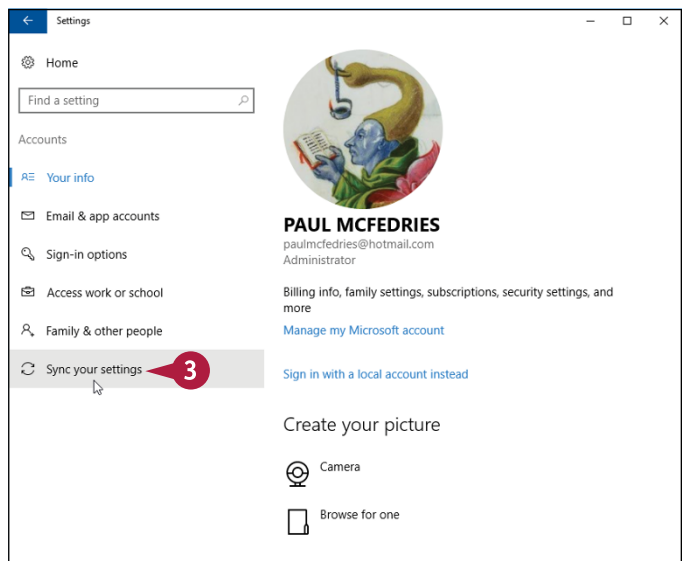 Settings
Home
Find a setting
Accounts
Your info
Email & app accounts
Sign-in options
Access work or school
Family & other people
Sync your settings
3
PAUL MCFEDRIES
paulmcfedries@hotmail.com
Administrator
Billing info, family settings, subscriptions, security settings, and
more
Manage my Microsoft account
Sign in with a local account instead
Create your picture
Camera
Browse for one